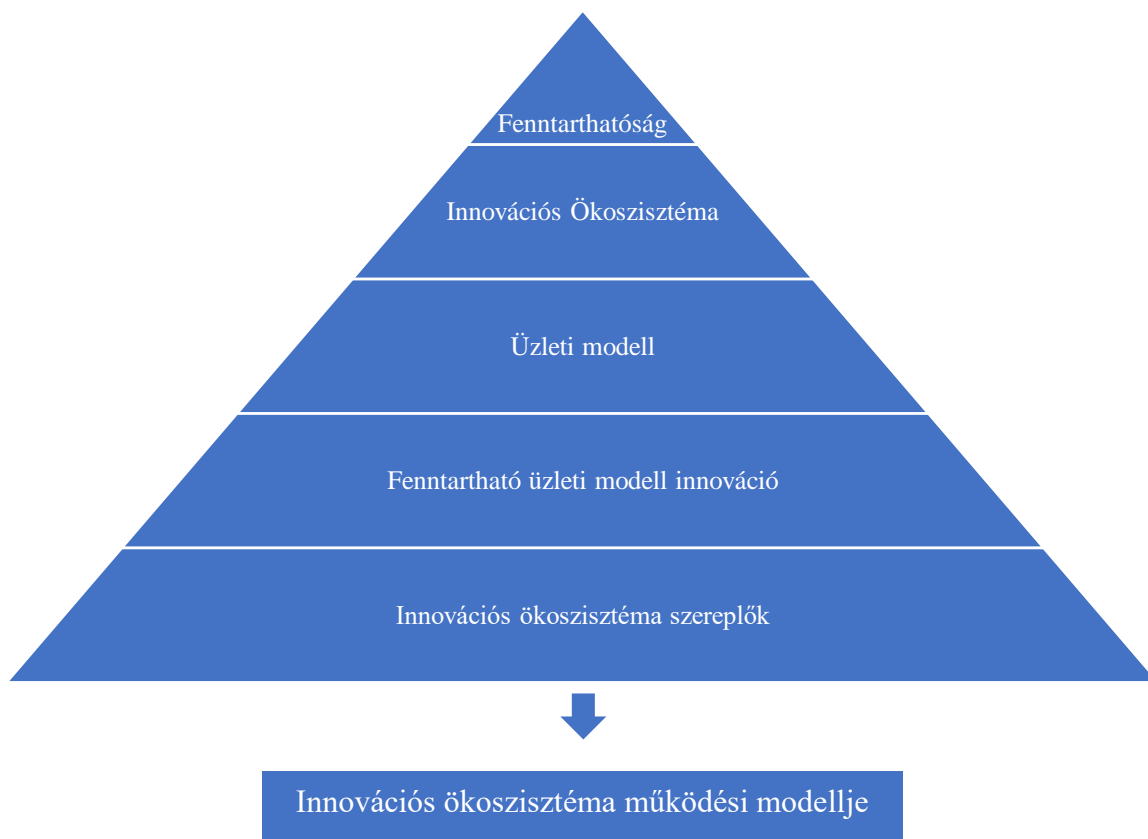 Fenntarthatóság
Innovációs Ökoszisztéma
Üzleti modell
Fenntartható üzleti modell innováció
Innovációs ökoszisztéma szereplők
Innovációs ökoszisztéma működési modellje